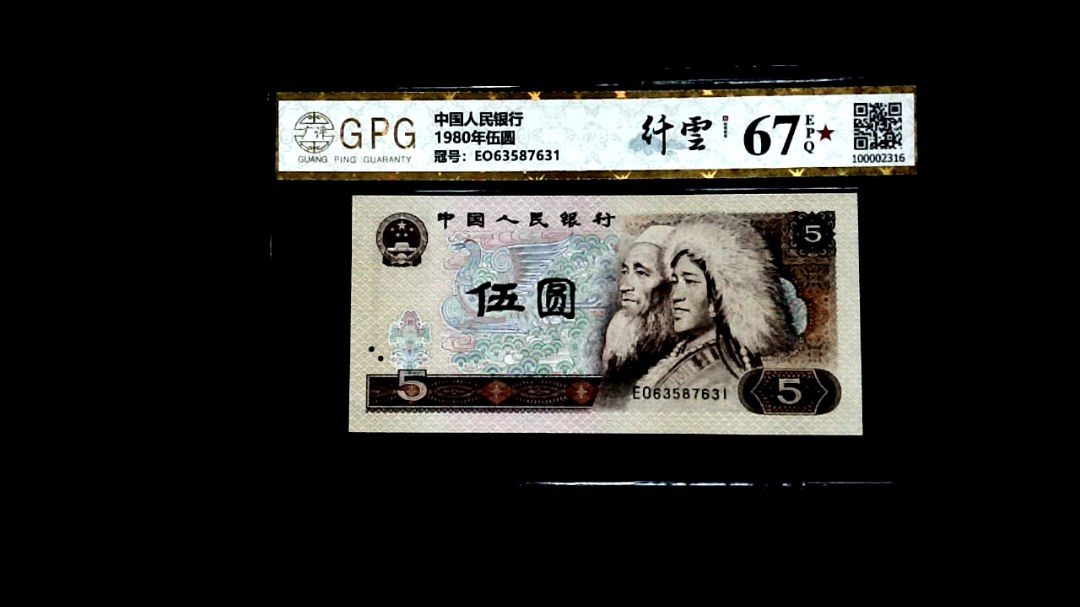 GPG
GUANG PING GUARANTY
中国人民银行
1980年伍圆
冠号：EO63587631
纤雲
67
EPQ★
100002316
中国人民银行
5
伍圆
5
EO63587631
5